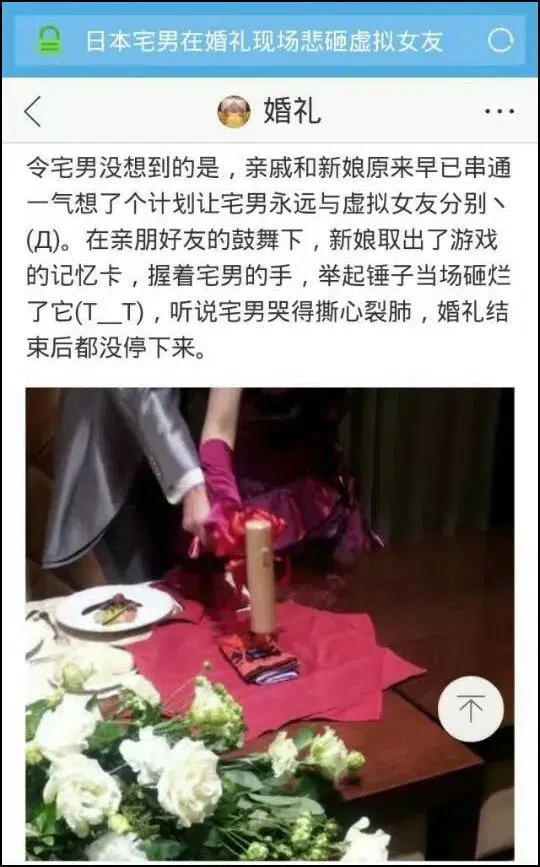 日本宅男在婚礼现场悲砸虚拟女友
婚礼
令宅男没想到的是，亲戚和新娘原来早已串通
一气想了个计划让宅男永远与虚拟女友分别丶
(Д)。在亲朋好友的鼓舞下，新娘取出了游戏
的记忆卡，握着宅男的手，举起锤子当场砸烂
了它(T__T)，听说宅男哭得撕心裂肺，婚礼结
束后都没停下来。